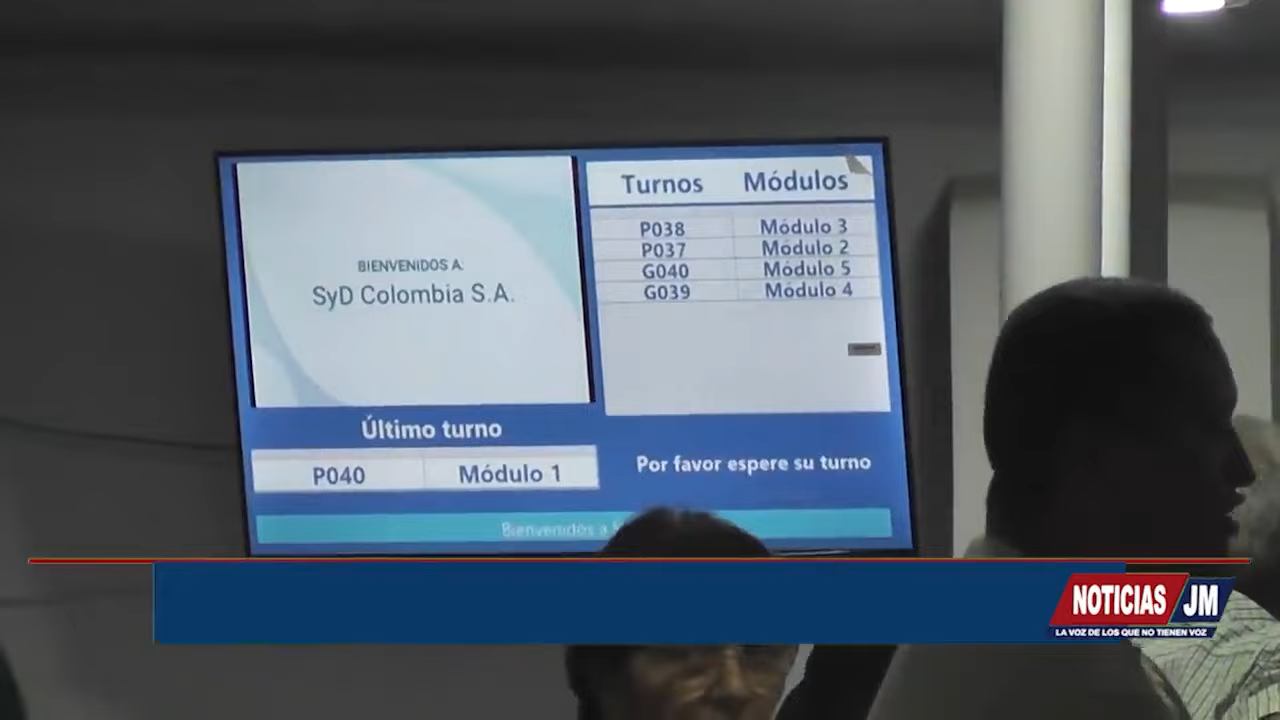 BIENVENIDOS A:
SyD Colombia S.A.
Turnos Módulos
P038 Módulo 3
P037 Módulo 2
G040 Módulo 5
G039 Módulo 4
Último turno
P040 Módulo 1
Por favor espere su turno
Bienvenidos a
NOTICIAS JM
LA VOZ DE LOS QUE NO TIENEN VOZ